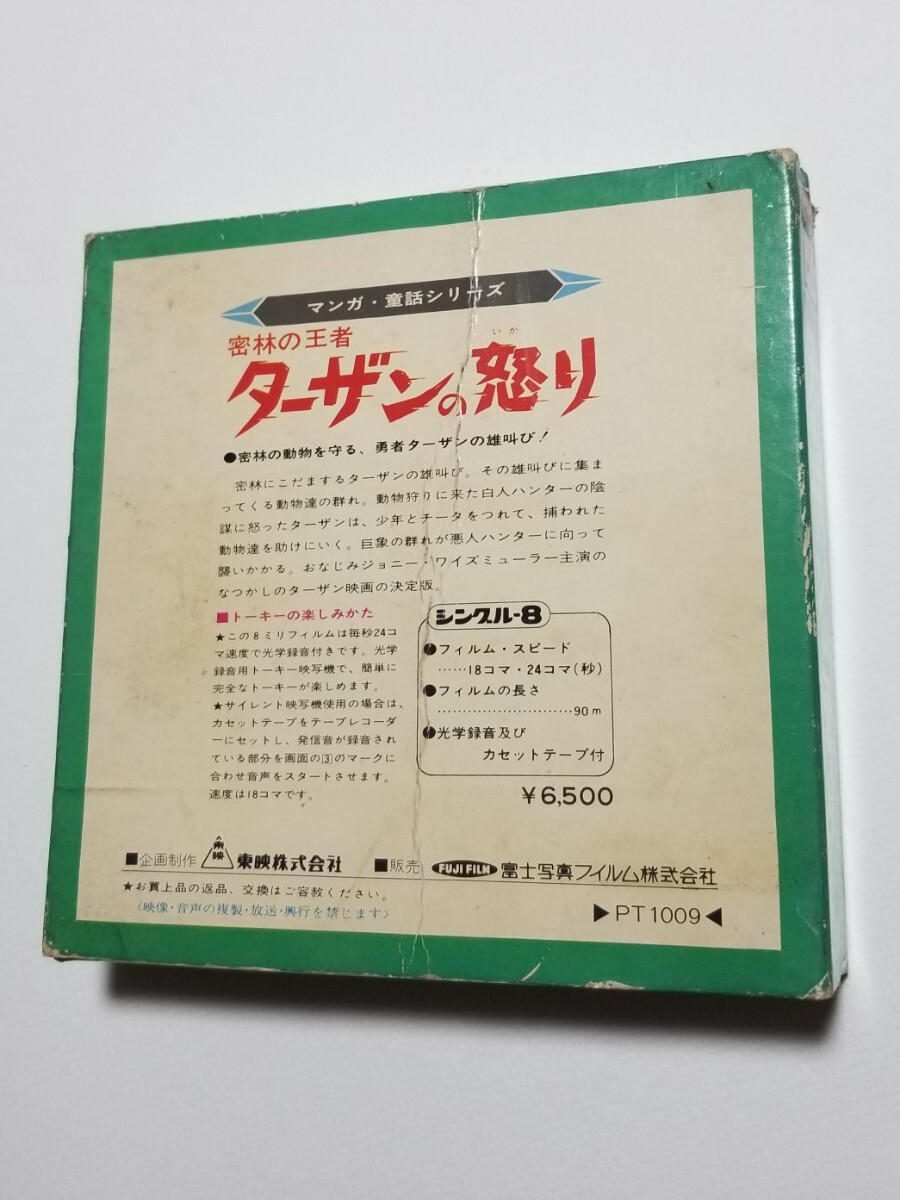 マンガ・童話シリーズ
密林の王者
いか
ターザンの怒り
●密林の動物を守る、勇者ターザンの雄叫び！
密林にこだまするターザンの雄叫び。その雄叫びに集ま
ってくる動物達の群れ。動物狩りに来た白人ハンターの陰
謀に怒ったターザンは、少年とチータをつれて、捕われた
動物達を助けにいく。巨象の群れが悪人ハンターに向って
襲いかかる。おなじみジョニー・ワイズミューラー主演の
なつかしのターザン映画の決定版。
■トーキーの楽しみかた
★この8ミリフィルムは毎秒24コ
マ速度で光学録音付きです。光学
録音用トーキー映写機で、簡単に
完全なトーキーが楽しめます。
★サイレント映写機使用の場合は、
カセットテープをテープレコーダ
ーにセットし、発信音が録音され
ている部分を画面の3のマークに
合わせ音声をスタートさせます。
速度は18コマです。
シングル-8
●フィルム・スピード
……18コマ・24コマ(秒)
●フィルムの長さ
………………………90m
●光学録音及び
カセットテープ付
￥6,500
■企画制作 東映 東映株式会社 ■販売 FUJI FILM 富士写真フイルム株式会社
★お買上品の返品、交換はご容赦ください。
〈映像・音声の複製・放送・興行を禁じます〉
▶PT1009◀